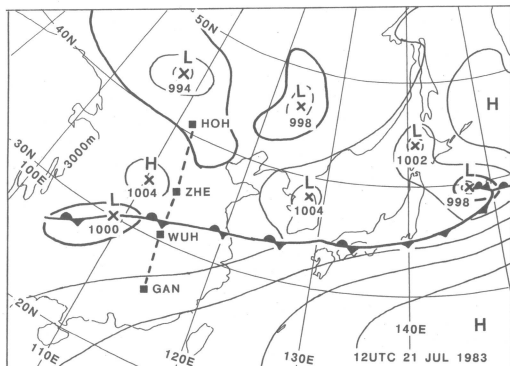 50N
40N
L
994
L
998
H
HOH
30N
100E
3000m
H
1004
ZHE
L
1002
L
998
L
1004
L
1000
WUH
GAN
20N
110E
120E
130E
140E
H
12UTC 21 JUL 1983